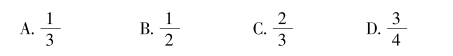 A. 1/3 B. 1/2 C. 2/3 D. 3/4